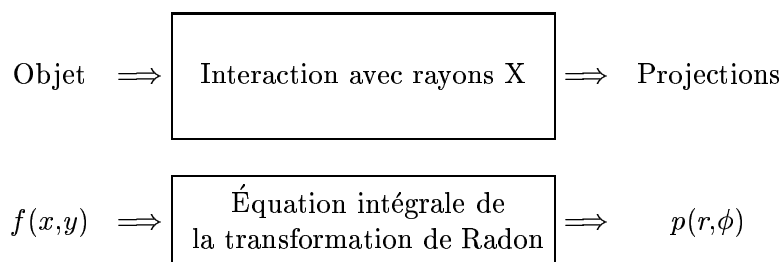 Objet ⟹ Interaction avec rayons X ⟹ Projections
Équation intégrale de
f(x,y) ⟹ la transformation de Radon ⟹ p(r,ϕ)